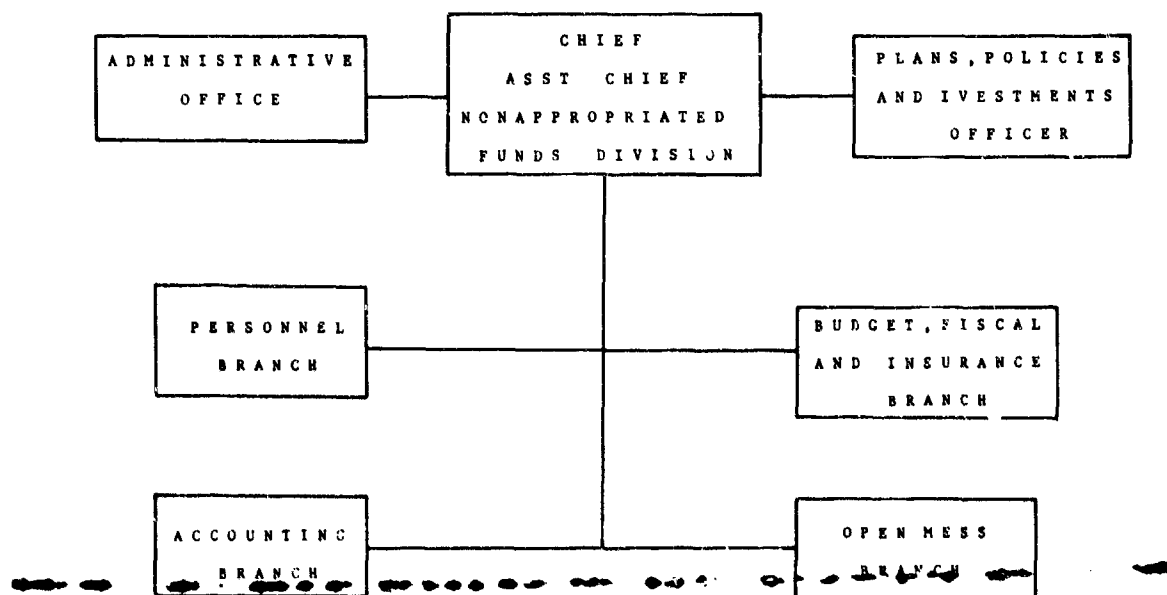 ADMINISTRATIVE
OFFICE
CHIEF
ASST CHIEF
NONAPPROPRIATED
FUNDS DIVISION
PLANS, POLICIES
AND IVESTMENTS
OFFICER
PERSONNEL
BRANCH
BUDGET, FISCAL
AND INSURANCE
BRANCH
ACCOUNTING
BRANCH
OPEN MESS
BRANCH